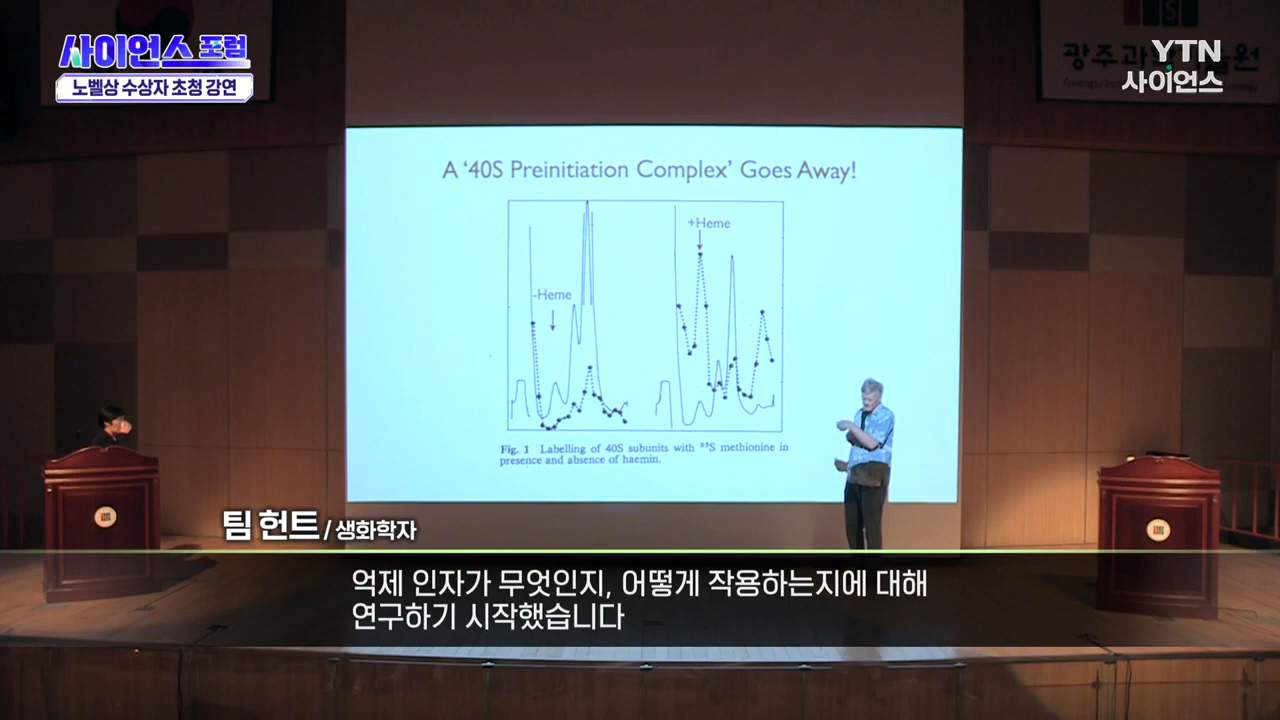 사이언스 포럼
노벨상 수상자 초청 강연
YTN
사이언스
A ‘40S Preinitiation Complex’ Goes Away!
+Heme
-Heme
Fig. 1 Labelling of 40S subunits with ³⁵S methionine in
presence and absence of haemin.
팀 헌트 / 생화학자
억제 인자가 무엇인지, 어떻게 작용하는지에 대해
연구하기 시작했습니다